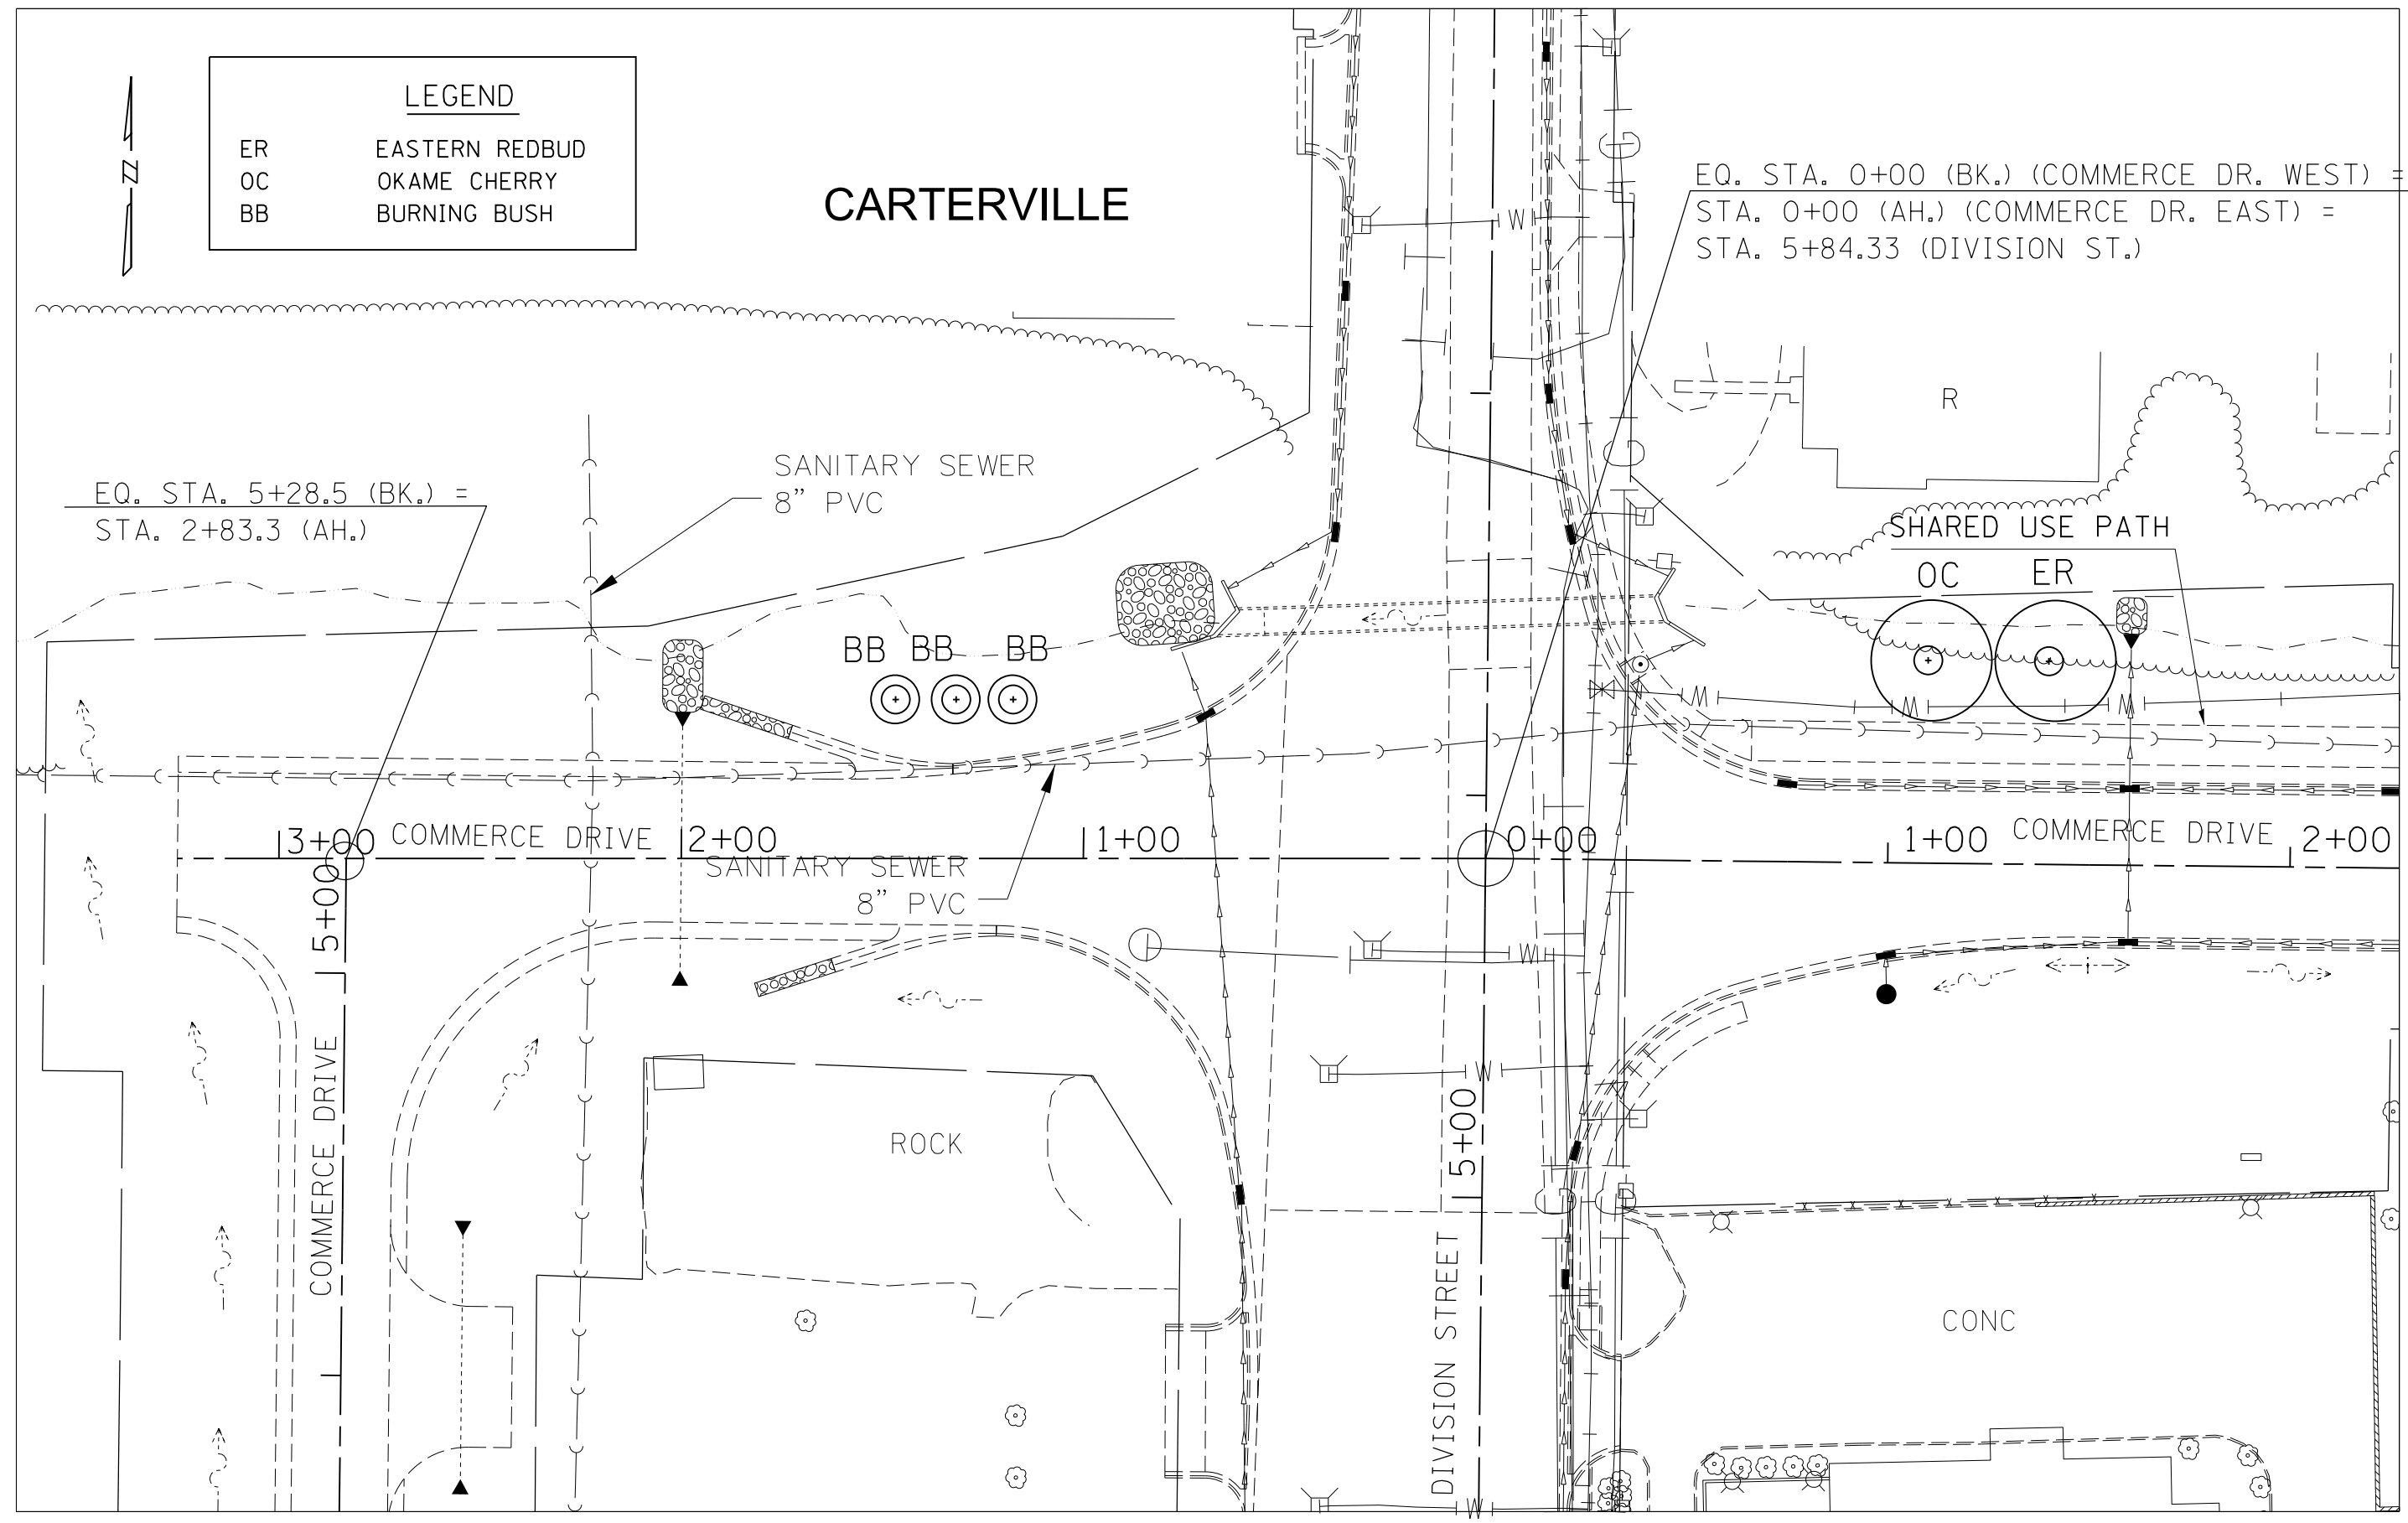 LEGEND
ER EASTERN REDBUD
OC OKAME CHERRY
BB BURNING BUSH
N
CARTERVILLE
EQ. STA. 0+00 (BK.) (COMMERCE DR. WEST) =
STA. 0+00 (AH.) (COMMERCE DR. EAST) =
STA. 5+84.33 (DIVISION ST.)
W
R
SANITARY SEWER
8" PVC
EQ. STA. 5+28.5 (BK.) =
STA. 2+83.3 (AH.)
SHARED USE PATH
OC ER
BB BB BB
W W W
3+00 COMMERCE DRIVE 2+00 1+00 0+00 1+00 COMMERCE DRIVE 2+00
SANITARY SEWER
8" PVC
5+00
COMMERCE DRIVE
W
W
ROCK
5+00
DIVISION STREET
CONC
W